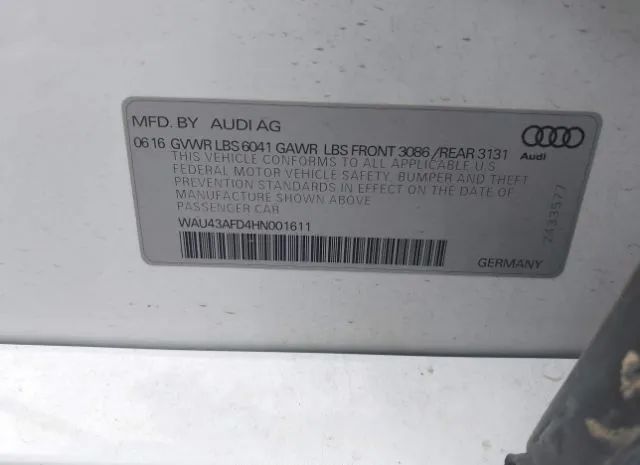 MFD. BY AUDI AG
0616 GVWR LBS 6041 GAWR LBS FRONT 3086 /REAR 3131
Audi
THIS VEHICLE CONFORMS TO ALL APPLICABLE U.S
FEDERAL MOTOR VEHICLE SAFETY, BUMPER AND THEFT
PREVENTION STANDARDS IN EFFECT ON THE DATE OF
MANUFACTURE SHOWN ABOVE
PASSENGER CAR
WAU43AFD4HN001611
2433577
GERMANY